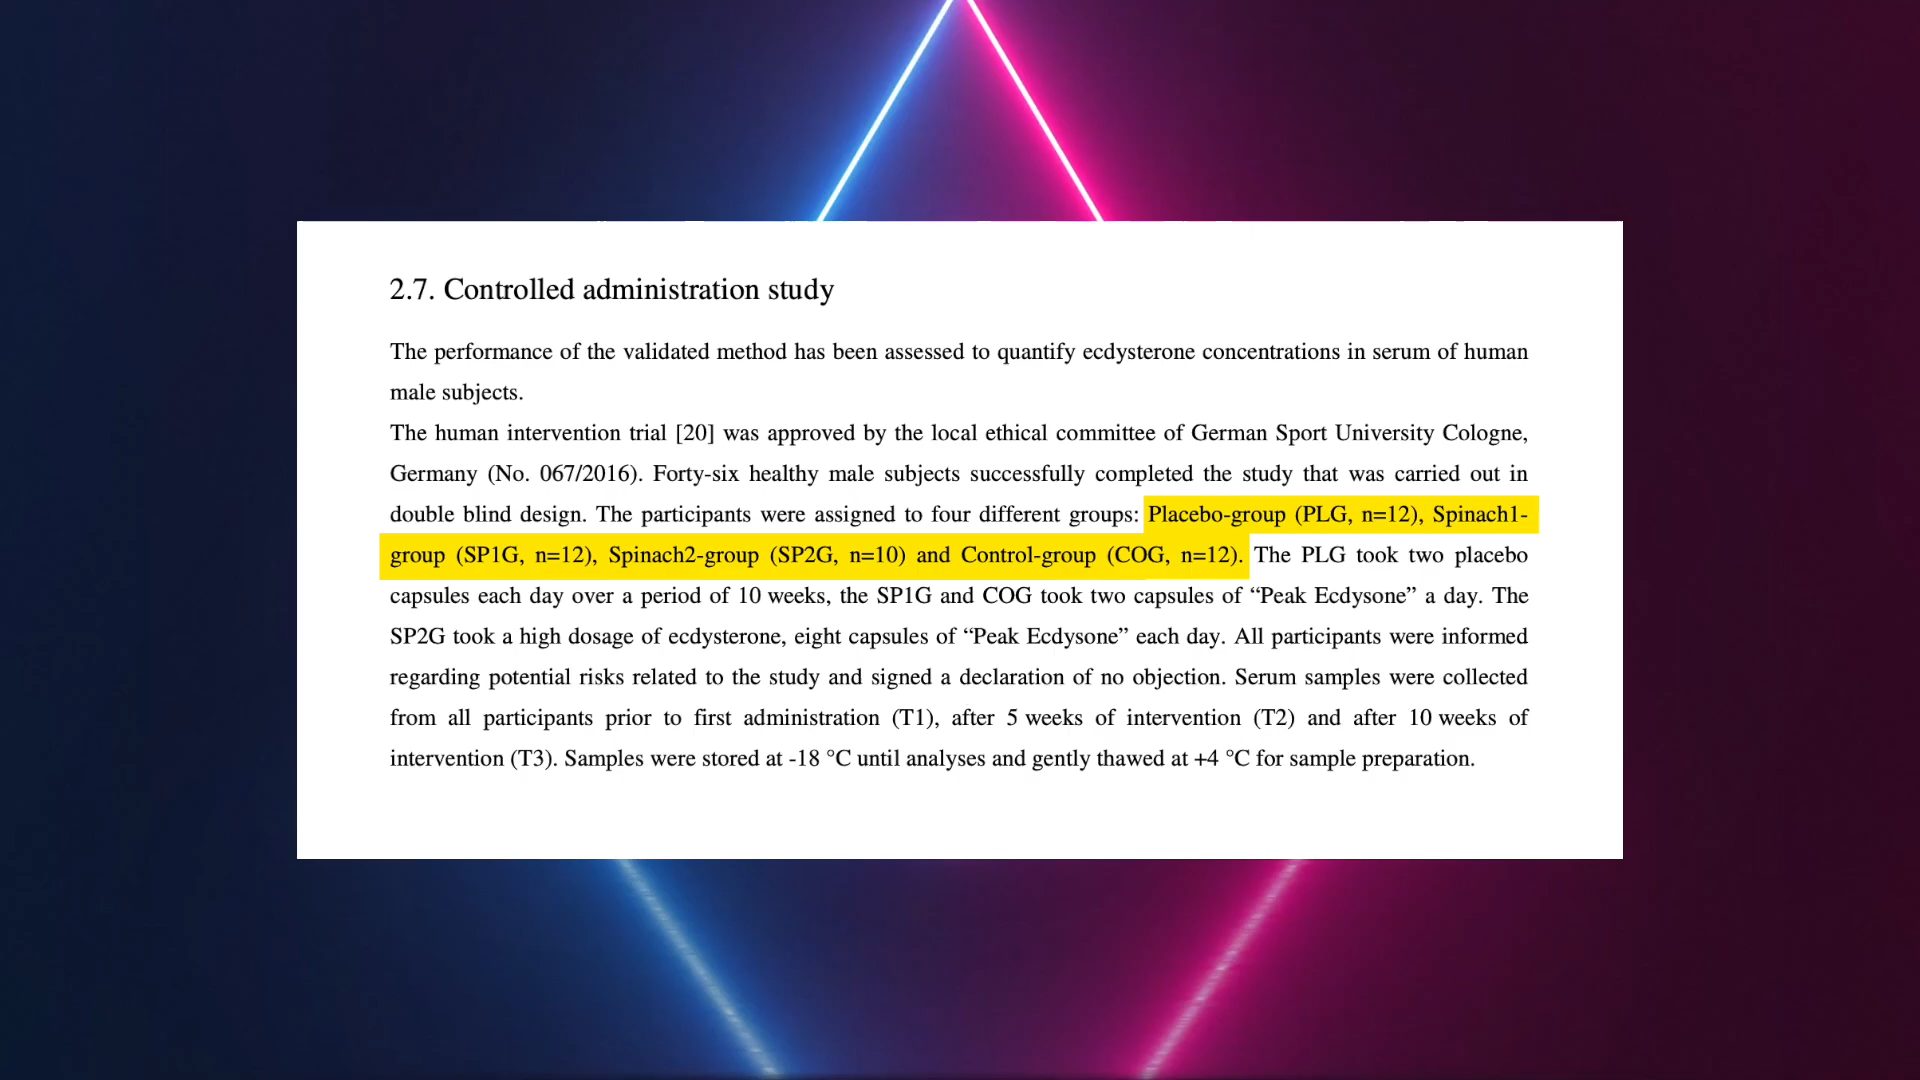 2.7. Controlled administration study
The performance of the validated method has been assessed to quantify ecdysterone concentrations in serum of human
male subjects.
The human intervention trial [20] was approved by the local ethical committee of German Sport University Cologne,
Germany (No. 067/2016). Forty-six healthy male subjects successfully completed the study that was carried out in
double blind design. The participants were assigned to four different groups: Placebo-group (PLG, n=12), Spinach1-
group (SP1G, n=12), Spinach2-group (SP2G, n=10) and Control-group (COG, n=12). The PLG took two placebo
capsules each day over a period of 10 weeks, the SP1G and COG took two capsules of “Peak Ecdysone” a day. The
SP2G took a high dosage of ecdysterone, eight capsules of “Peak Ecdysone” each day. All participants were informed
regarding potential risks related to the study and signed a declaration of no objection. Serum samples were collected
from all participants prior to first administration (T1), after 5 weeks of intervention (T2) and after 10 weeks of
intervention (T3). Samples were stored at -18 °C until analyses and gently thawed at +4 °C for sample preparation.